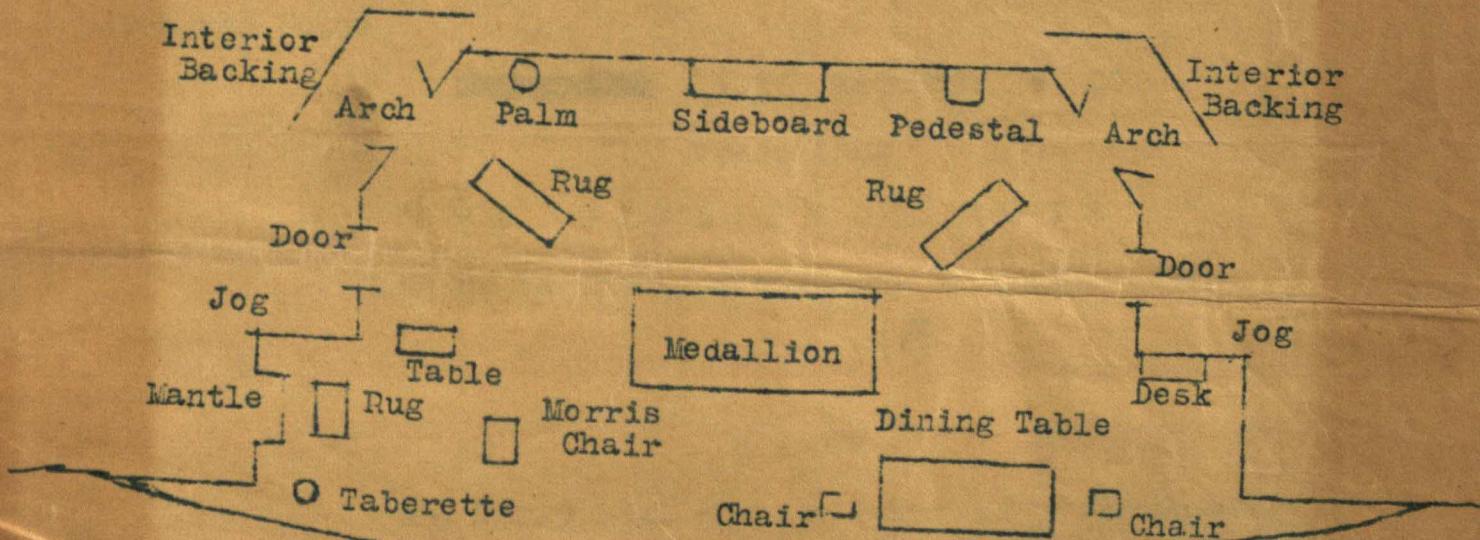 Interior
Backing
Interior
Backing
Arch
Palm
Sideboard
Pedestal
Arch
Rug
Rug
Door
Door
Jog
Jog
Medallion
Table
Mantle
Rug
Desk
Morris
Chair
Dining Table
Taberette
Chair
Chair